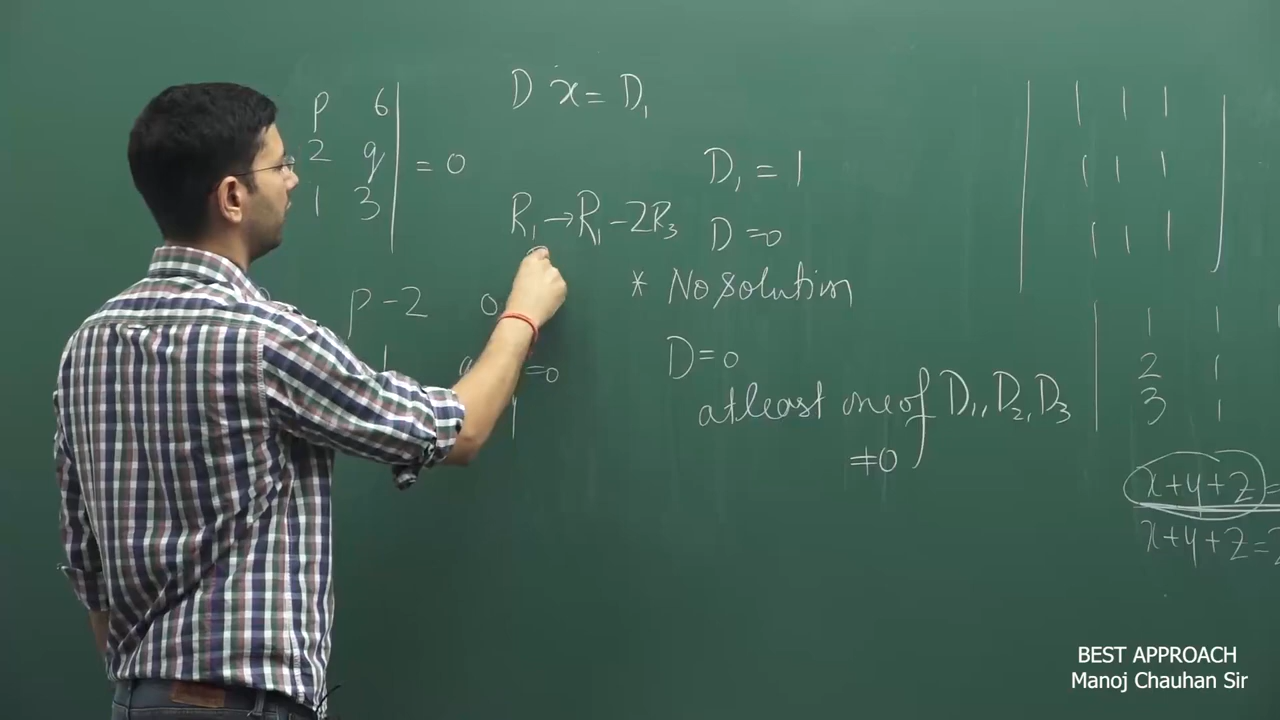 p 6
2 q = 0
1 3
D x = D₁
R₁ → R₁ - 2R₃
p - 2 0
= 0
D₁ = 1
D = 0
* No solution
D = 0
atleast one of D₁, D₂, D₃
≠ 0
1 1 1
1 1 1
1 1 1
1 1
2 1
3 1
x + y + z =
x + y + z =
BEST APPROACH
Manoj Chauhan Sir